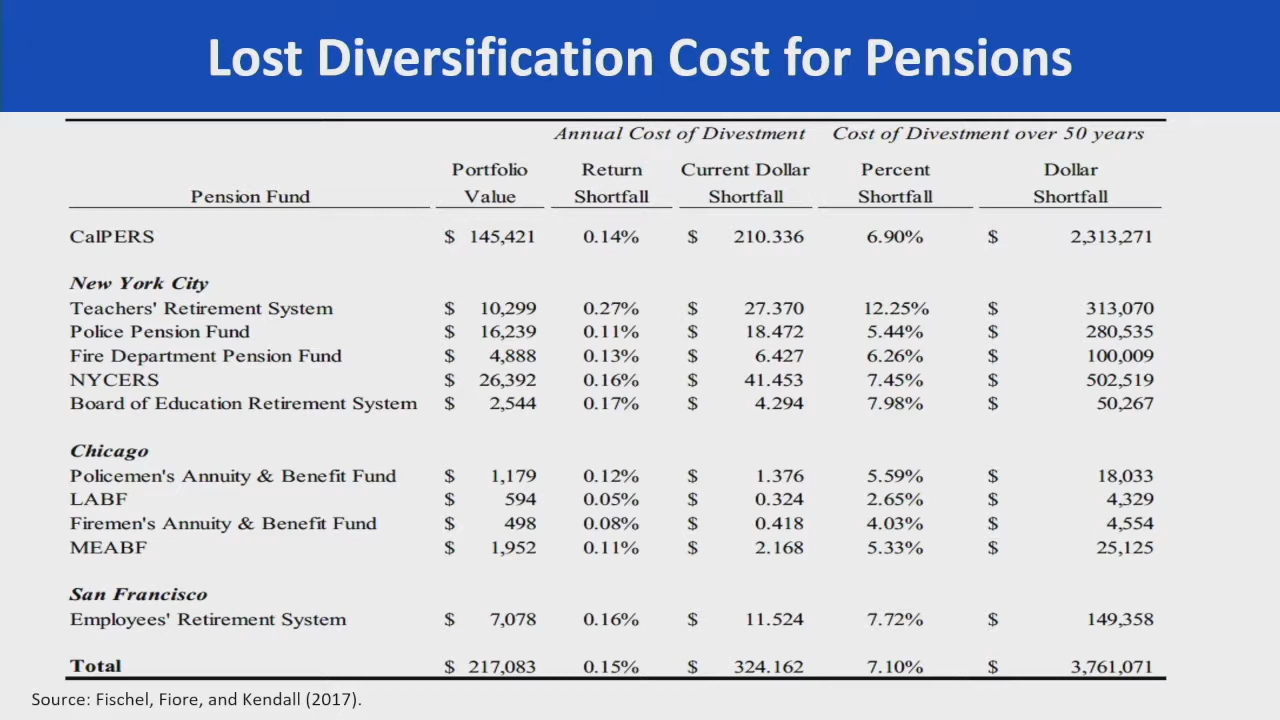 Lost Diversification Cost for Pensions
Annual Cost of Divestment Cost of Divestment over 50 years
Portfolio Return Current Dollar Percent Dollar
Pension Fund Value Shortfall Shortfall Shortfall Shortfall
CalPERS $ 145,421 0.14% $ 210.336 6.90% $ 2,313,271
New York City
Teachers' Retirement System $ 10,299 0.27% $ 27.370 12.25% $ 313,070
Police Pension Fund $ 16,239 0.11% $ 18.472 5.44% $ 280,535
Fire Department Pension Fund $ 4,888 0.13% $ 6.427 6.26% $ 100,009
NYCERS $ 26,392 0.16% $ 41.453 7.45% $ 502,519
Board of Education Retirement System $ 2,544 0.17% $ 4.294 7.98% $ 50,267
Chicago
Policemen's Annuity & Benefit Fund $ 1,179 0.12% $ 1.376 5.59% $ 18,033
LABF $ 594 0.05% $ 0.324 2.65% $ 4,329
Firemen's Annuity & Benefit Fund $ 498 0.08% $ 0.418 4.03% $ 4,554
MEABF $ 1,952 0.11% $ 2.168 5.33% $ 25,125
San Francisco
Employees' Retirement System $ 7,078 0.16% $ 11.524 7.72% $ 149,358
Total $ 217,083 0.15% $ 324.162 7.10% $ 3,761,071
Source: Fischel, Fiore, and Kendall (2017).